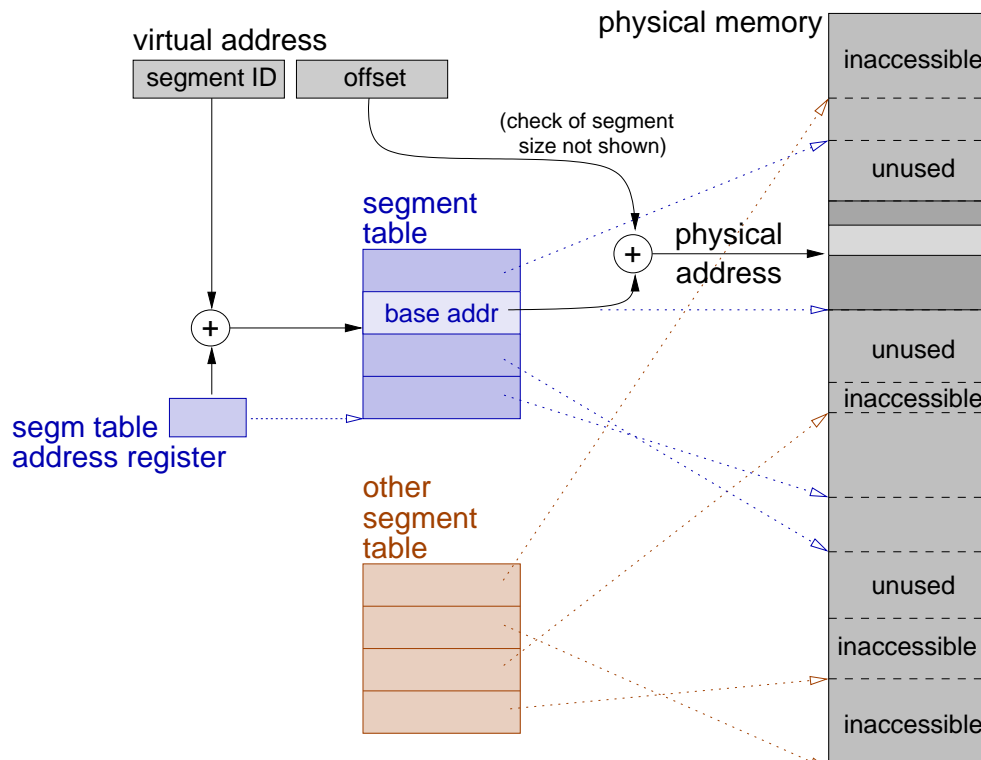 physical memory
virtual address
segment ID
offset
inaccessible
(check of segment
size not shown)
unused
segment
table
physical
address
base addr
+
+
unused
inaccessible
segm table
address register
other
segment
table
unused
inaccessible
inaccessible